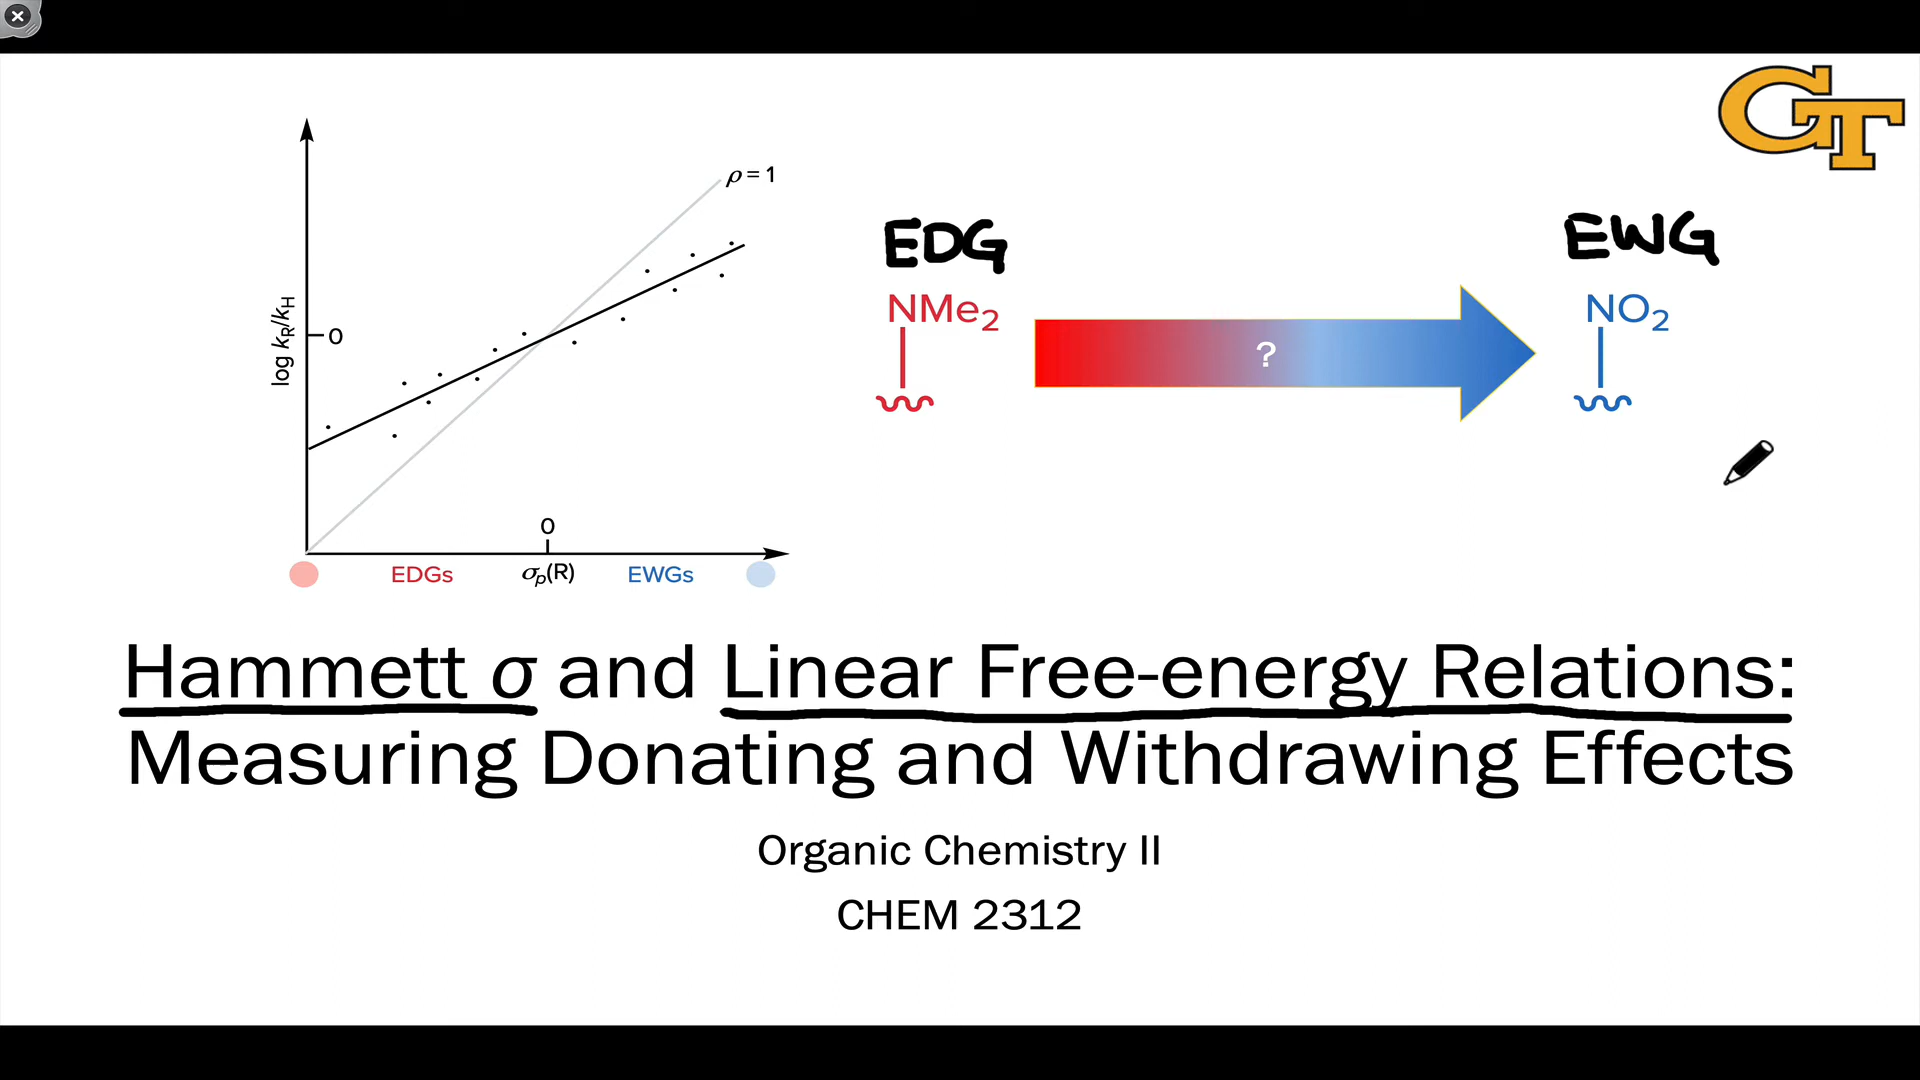 GT
ρ = 1
EDG
EWG
NMe₂
NO₂
?
log kR/kH
0
0
EDGs
σp(R)
EWGs
Hammett σ and Linear Free-energy Relations:
Measuring Donating and Withdrawing Effects
Organic Chemistry II
CHEM 2312